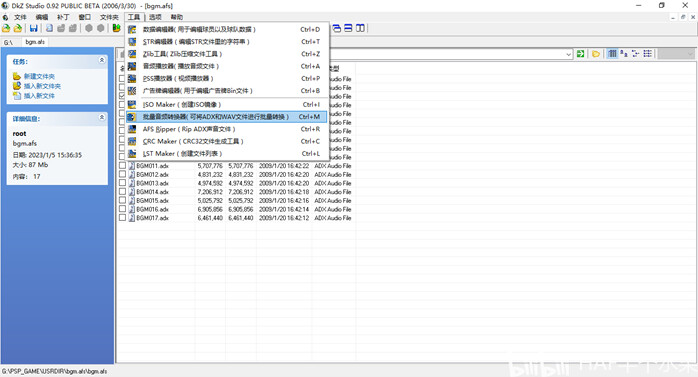 DkZ Studio 0.92 PUBLIC BETA (2006/3/30) - [bgm.afs]
文件 编辑 补丁 窗口 文件夹 工具 选项 帮助
G:\ bgm.afs
任务:
新建文件夹
插入新文件夹
插入新文件
详细信息:
root
bgm.afs
日期: 2023/1/5 15:36:35
大小: 87 Mb
内容: 17
数据编辑器( 用于编辑球员以及球队数据) Ctrl+D
STR编辑器 ( 编辑STR文件里的字符串) Ctrl+T
Zlib工具( Zlib压缩文件工具) Ctrl+Z
音频播放器( 播放音频文件) Ctrl+A
PSS播放器 ( 视频播放器) Ctrl+P
广告牌编辑器( 用于编辑广告牌Bin文件) Ctrl+B
ISO Maker ( 创建ISO镜像) Ctrl+I
批量音频转换器( 可将ADX和WAV文件进行批量转换) Ctrl+M
AFS Ripper ( Rip ADX声音文件) Ctrl+R
CRC Maker ( CRC32文件生成工具) Ctrl+C
LST Maker ( 创建文件列表) Ctrl+L
类型
Audio File
Audio File
Audio File
Audio File
Audio File
Audio File
Audio File
BGM011.adx 5,707,776 5,707,776 2009/1/20 16:42:22 ADX Audio File
BGM012.adx 4,831,232 4,831,232 2009/1/20 16:42:20 ADX Audio File
BGM013.adx 4,974,592 4,974,592 2009/1/20 16:42:20 ADX Audio File
BGM014.adx 7,206,912 7,206,912 2009/1/20 16:42:18 ADX Audio File
BGM015.adx 5,025,792 5,025,792 2009/1/20 16:42:16 ADX Audio File
BGM016.adx 6,905,856 6,905,856 2009/1/20 16:42:14 ADX Audio File
BGM017.adx 6,461,440 6,461,440 2009/1/20 16:42:12 ADX Audio File
G:\PSP_GAME\USRDIR\bgm.afs\bgm.afs
bilibili